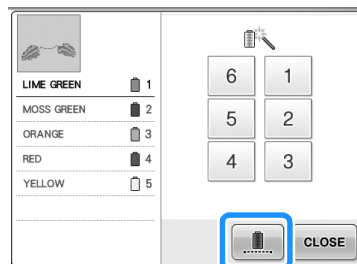 LIME GREEN 1
MOSS GREEN 2
ORANGE 3
RED 4
YELLOW 5
6 1
5 2
4 3
CLOSE